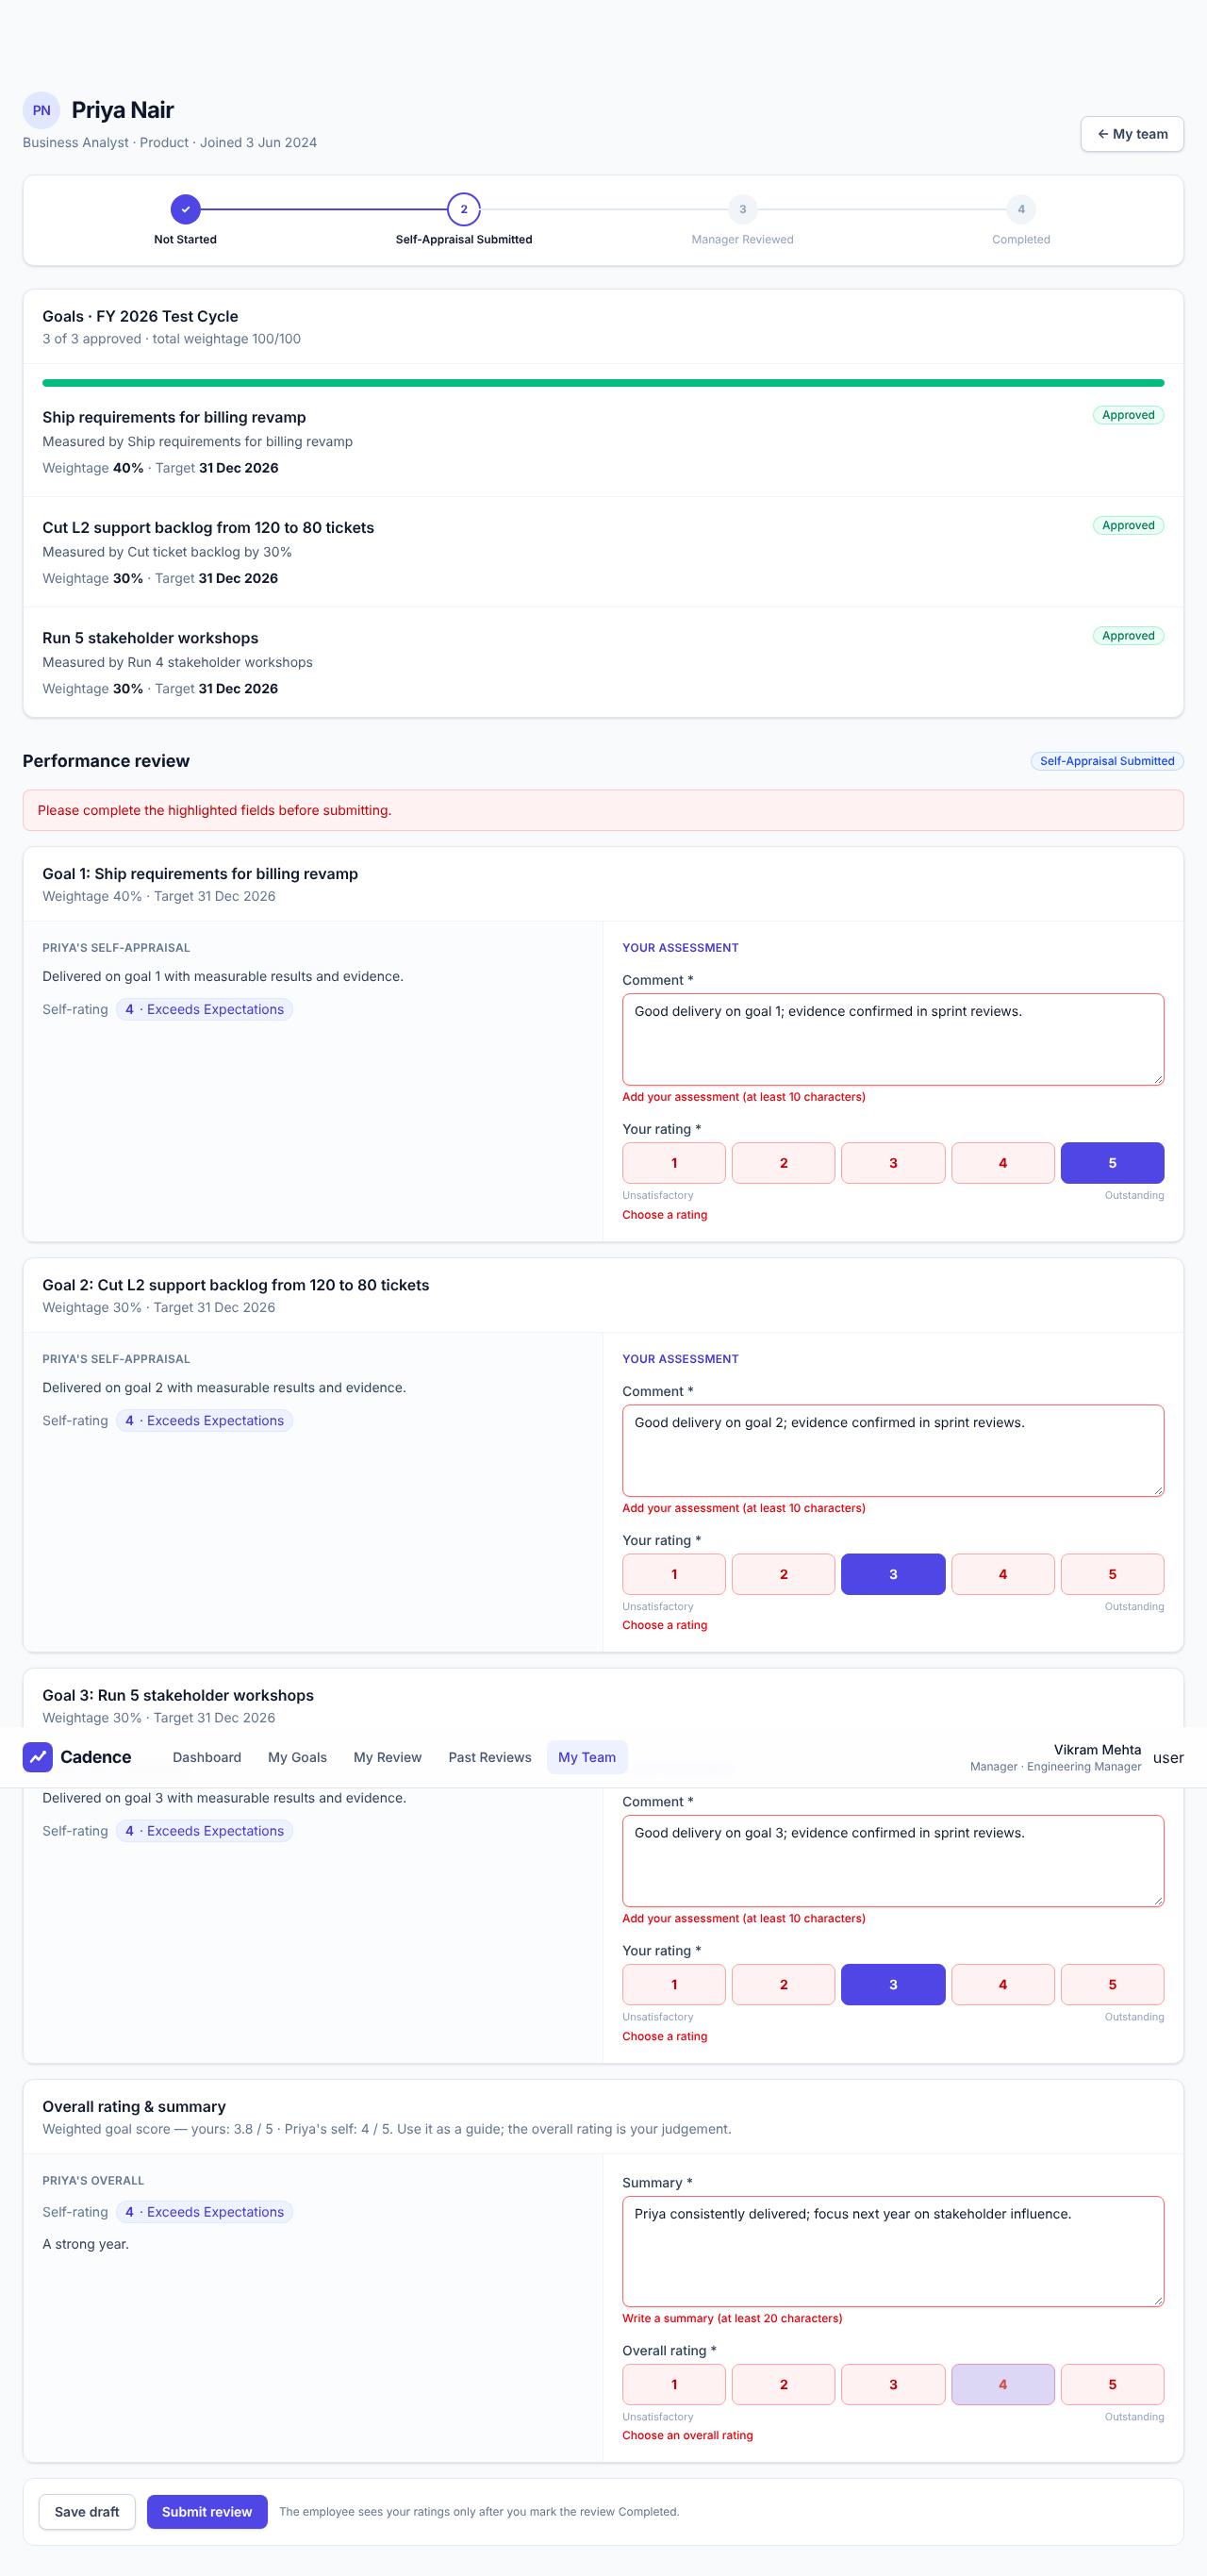 PN
Priya Nair
Business Analyst · Product · Joined 3 Jun 2024
← My team
2
3
4
Not Started
Self-Appraisal Submitted
Manager Reviewed
Completed
Goals · FY 2026 Test Cycle
3 of 3 approved · total weightage 100/100
Ship requirements for billing revamp
Approved
Measured by Ship requirements for billing revamp
Weightage 40% · Target 31 Dec 2026
Cut L2 support backlog from 120 to 80 tickets
Approved
Measured by Cut ticket backlog by 30%
Weightage 30% · Target 31 Dec 2026
Run 5 stakeholder workshops
Approved
Measured by Run 4 stakeholder workshops
Weightage 30% · Target 31 Dec 2026
Performance review
Self-Appraisal Submitted
Please complete the highlighted fields before submitting.
Goal 1: Ship requirements for billing revamp
Weightage 40% · Target 31 Dec 2026
PRIYA'S SELF-APPRAISAL
Delivered on goal 1 with measurable results and evidence.
Self-rating 4 · Exceeds Expectations
YOUR ASSESSMENT
Comment *
Good delivery on goal 1; evidence confirmed in sprint reviews.
Add your assessment (at least 10 characters)
Your rating *
1 2 3 4 5
Unsatisfactory Outstanding
Choose a rating
Goal 2: Cut L2 support backlog from 120 to 80 tickets
Weightage 30% · Target 31 Dec 2026
PRIYA'S SELF-APPRAISAL
Delivered on goal 2 with measurable results and evidence.
Self-rating 4 · Exceeds Expectations
YOUR ASSESSMENT
Comment *
Good delivery on goal 2; evidence confirmed in sprint reviews.
Add your assessment (at least 10 characters)
Your rating *
1 2 3 4 5
Unsatisfactory Outstanding
Choose a rating
Goal 3: Run 5 stakeholder workshops
Weightage 30% · Target 31 Dec 2026
Cadence
Dashboard
My Goals
My Review
Past Reviews
My Team
Vikram Mehta
Manager · Engineering Manager
user
Delivered on goal 3 with measurable results and evidence.
Self-rating 4 · Exceeds Expectations
Comment *
Good delivery on goal 3; evidence confirmed in sprint reviews.
Add your assessment (at least 10 characters)
Your rating *
1 2 3 4 5
Unsatisfactory Outstanding
Choose a rating
Overall rating & summary
Weighted goal score — yours: 3.8 / 5 · Priya's self: 4 / 5. Use it as a guide; the overall rating is your judgement.
PRIYA'S OVERALL
Self-rating 4 · Exceeds Expectations
A strong year.
Summary *
Priya consistently delivered; focus next year on stakeholder influence.
Write a summary (at least 20 characters)
Overall rating *
1 2 3 4 5
Unsatisfactory Outstanding
Choose an overall rating
Save draft
Submit review
The employee sees your ratings only after you mark the review Completed.